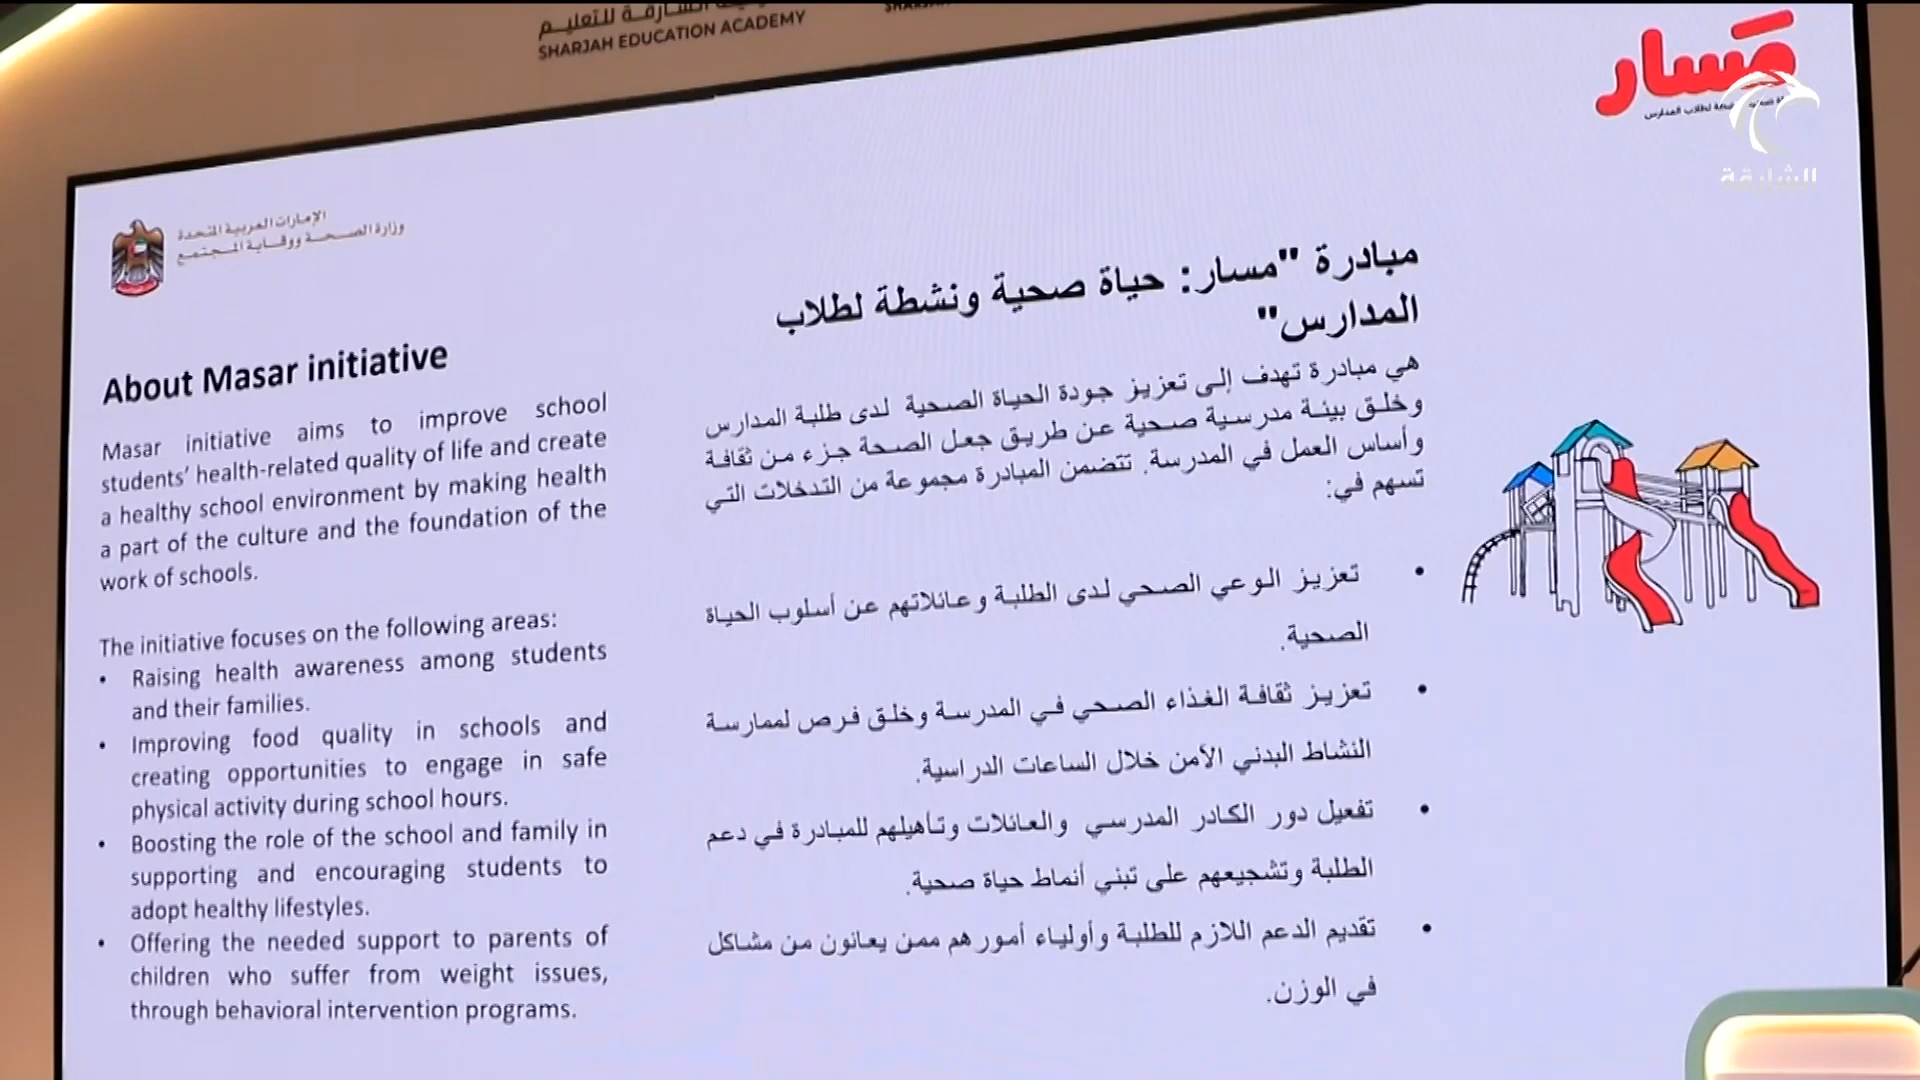 للتعليم
SHARJAH EDUCATION ACADEMY
مسار
لطلاب المدارس
الشارقة
الإمارات العربية المتحدة
وزارة الصحة ووقاية المجتمع
About Masar initiative
Masar initiative aims to improve school
students' health-related quality of life and create
a healthy school environment by making health
a part of the culture and the foundation of the
work of schools.
The initiative focuses on the following areas:
• Raising health awareness among students
and their families.
• Improving food quality in schools and
creating opportunities to engage in safe
physical activity during school hours.
• Boosting the role of the school and family in
supporting and encouraging students to
adopt healthy lifestyles.
• Offering the needed support to parents of
children who suffer from weight issues,
through behavioral intervention programs.
مبادرة "مسار: حياة صحية ونشطة لطلاب
المدارس"
هي مبادرة تهدف إلى تعزيز جودة الحياة الصحية لدى طلبة المدارس
وخلق بيئة مدرسية صحية عن طريق جعل الصحة جزء من ثقافة
وأساس العمل في المدرسة. تتضمن المبادرة مجموعة من التدخلات التي
تسهم في:
• تعزيز الوعي الصحي لدى الطلبة وعائلاتهم عن أسلوب الحياة
الصحية.
• تعزيز ثقافة الغذاء الصحي في المدرسة وخلق فرص لممارسة
النشاط البدني الآمن خلال الساعات الدراسية.
• تفعيل دور الكادر المدرسي والعائلات وتأهيلهم للمبادرة في دعم
الطلبة وتشجيعهم على تبني أنماط حياة صحية.
• تقديم الدعم اللازم للطلبة وأولياء أمورهم ممن يعانون من مشاكل
في الوزن.